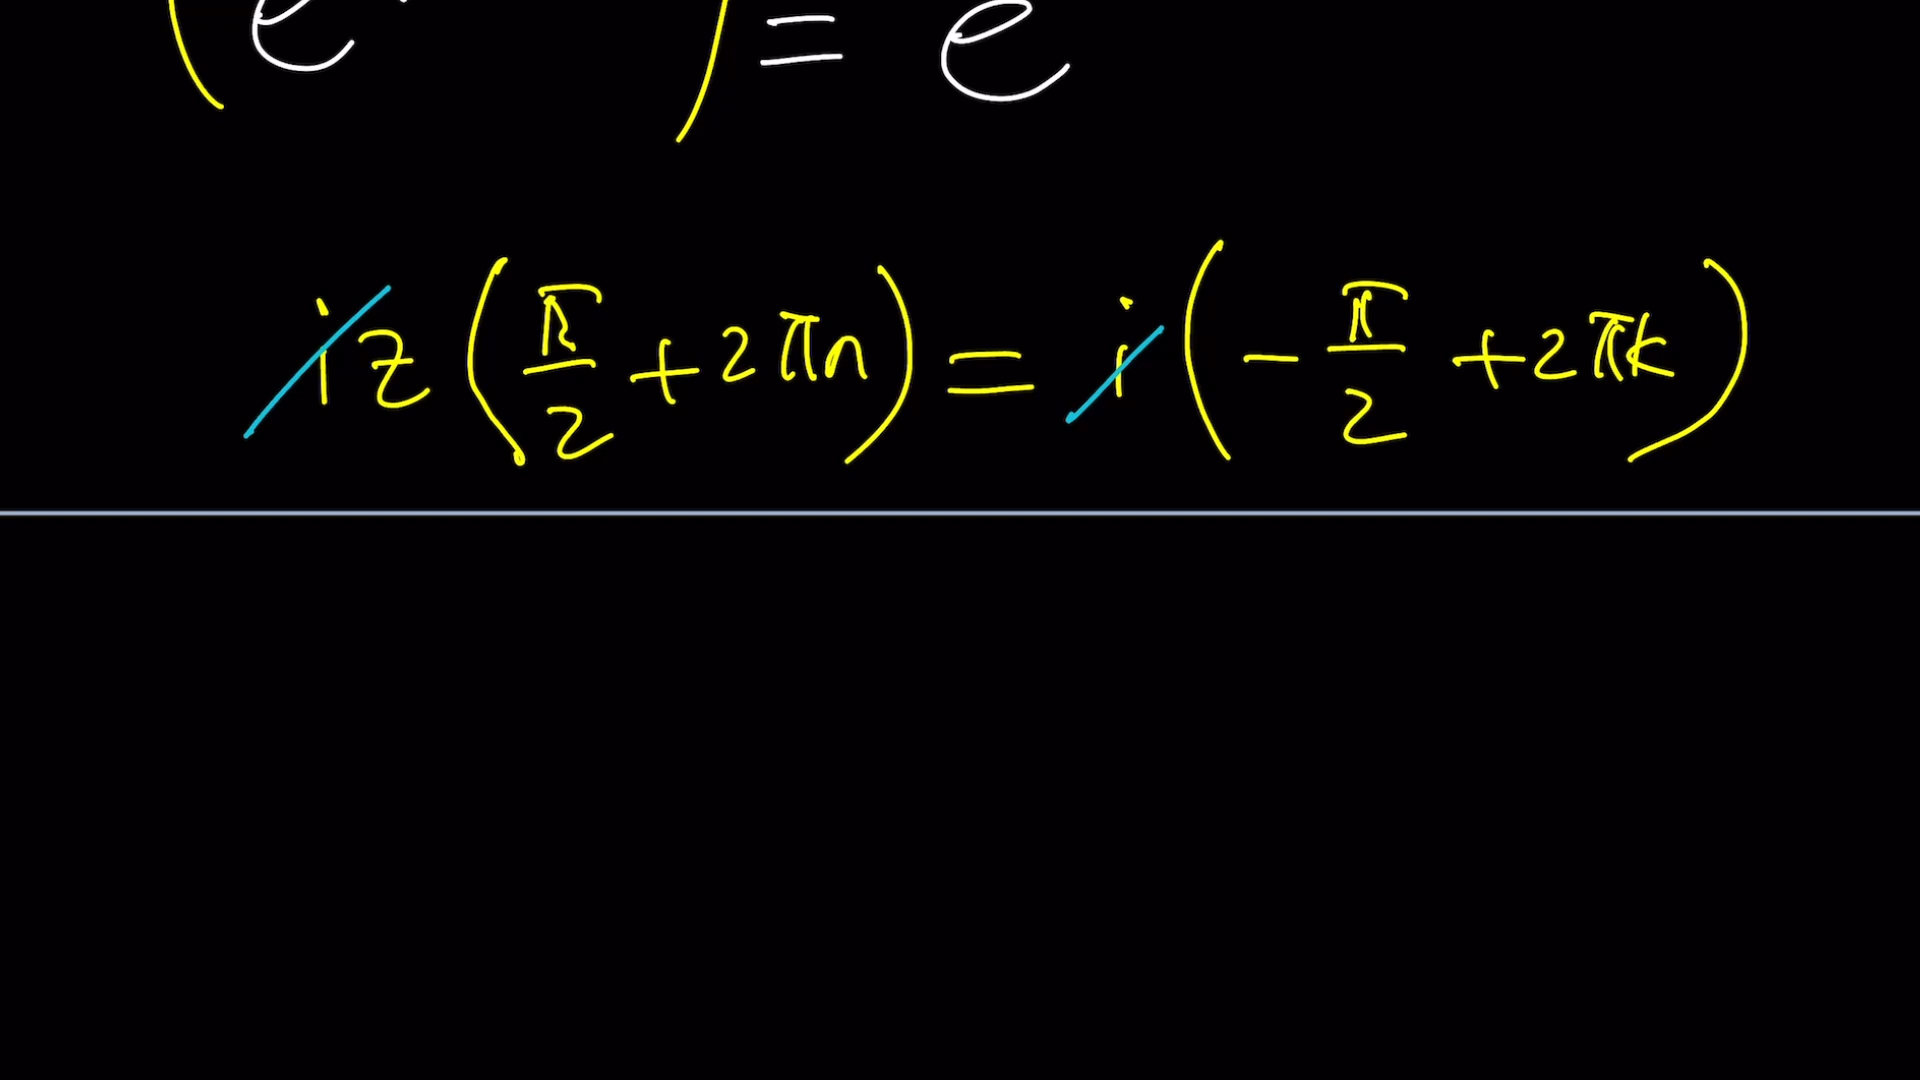 (e ) = e
iz(π/2 + 2πn) = i(-π/2 + 2πk)